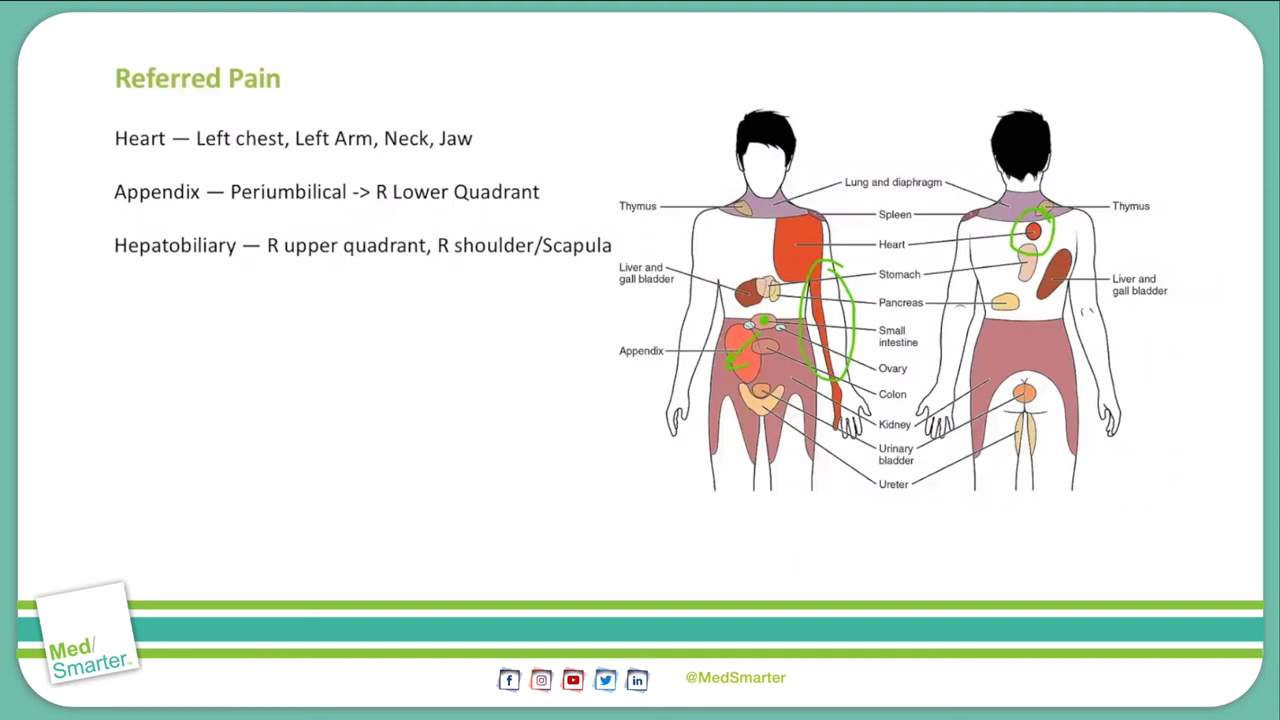 Referred Pain
Heart — Left chest, Left Arm, Neck, Jaw
Appendix — Periumbilical -> R Lower Quadrant
Hepatobiliary — R upper quadrant, R shoulder/Scapula
Lung and diaphragm
Thymus
Spleen
Thymus
Heart
Liver and
gall bladder
Stomach
Liver and
gall bladder
Pancreas
Small
intestine
Appendix
Ovary
Colon
Kidney
Urinary
bladder
Ureter
Med/
Smarter™
@MedSmarter